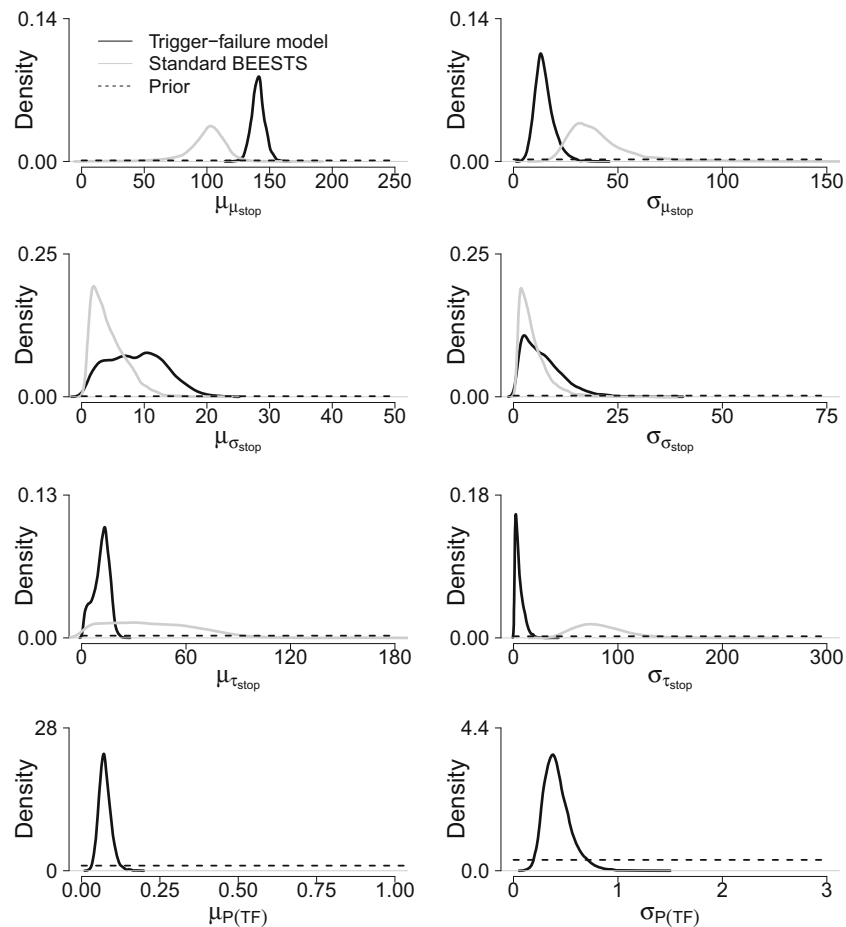 0.14
Density
0.00
Trigger−failure model
Standard BEESTS
Prior
0 50 100 150 200 250
μμstop
0.14
Density
0.00
0 50 100 150
σμstop
0.25
Density
0.00
0 10 20 30 40 50
μσstop
0.25
Density
0.00
0 25 50 75
σσstop
0.13
Density
0.00
0 60 120 180
μτstop
0.18
Density
0.00
0 100 200 300
στstop
28
Density
0
0.00 0.25 0.50 0.75 1.00
μP(TF)
4.4
Density
0.0
0 1 2 3
σP(TF)